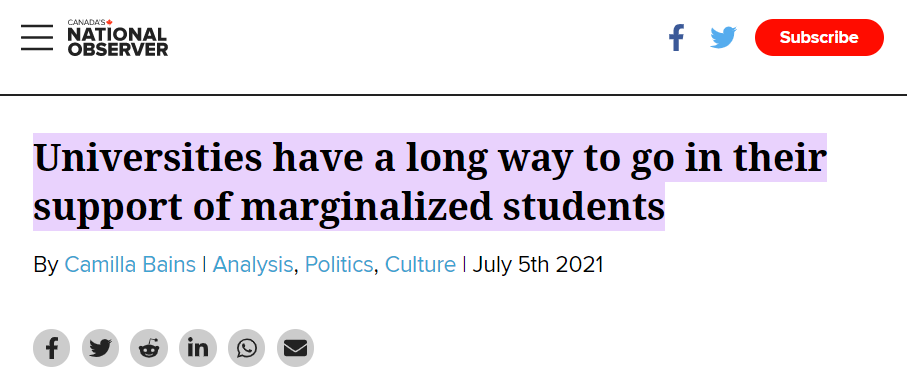 CANADA'S
NATIONAL
OBSERVER
Subscribe
Universities have a long way to go in their
support of marginalized students
By Camilla Bains | Analysis, Politics, Culture | July 5th 2021